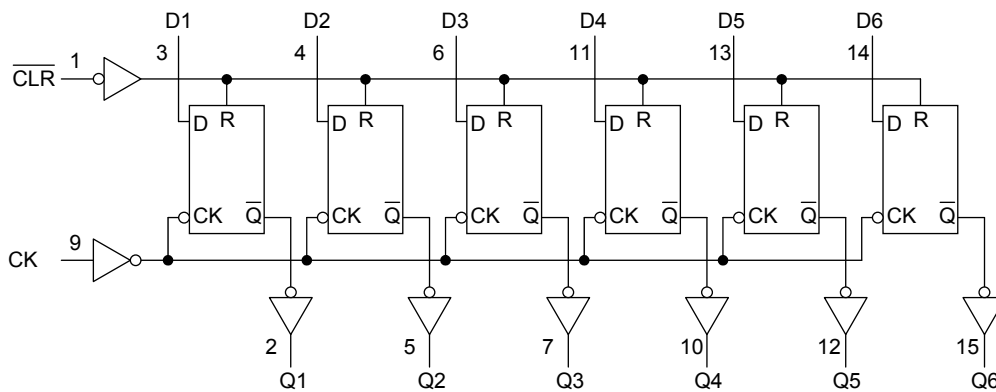 D1 D2 D3 D4 D5 D6
3 4 6 11 13 14
C̅L̅R̅ 1
R R R R R R
D D D D D D
CK Q̅ CK Q̅ CK Q̅ CK Q̅ CK Q̅ CK Q̅
CK 9
2 5 7 10 12 15
Q1 Q2 Q3 Q4 Q5 Q6